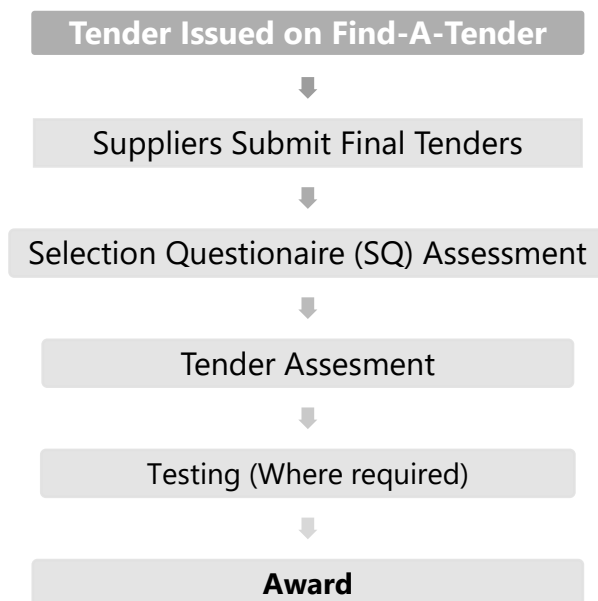 Tender Issued on Find-A-Tender
Suppliers Submit Final Tenders
Selection Questionaire (SQ) Assessment
Tender Assesment
Testing (Where required)
Award